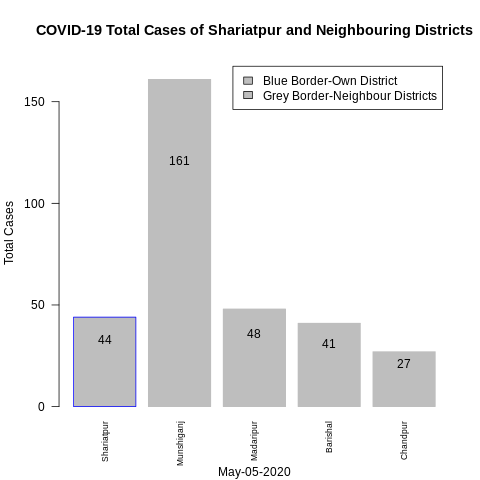 COVID-19 Total Cases of Shariatpur and Neighbouring Districts
Blue Border-Own District
Grey Border-Neighbour Districts
Total Cases
150
100
50
0
161
44
48
41
27
Shariatpur
Munshiganj
Madaripur
Barishal
Chandpur
May-05-2020